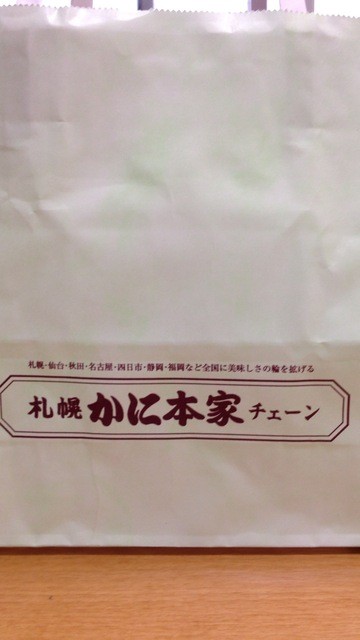 札幌・仙台・秋田・名古屋・四日市・静岡・福岡など全国に美味しさの輪を拡げる
札幌 かに本家 チェーン